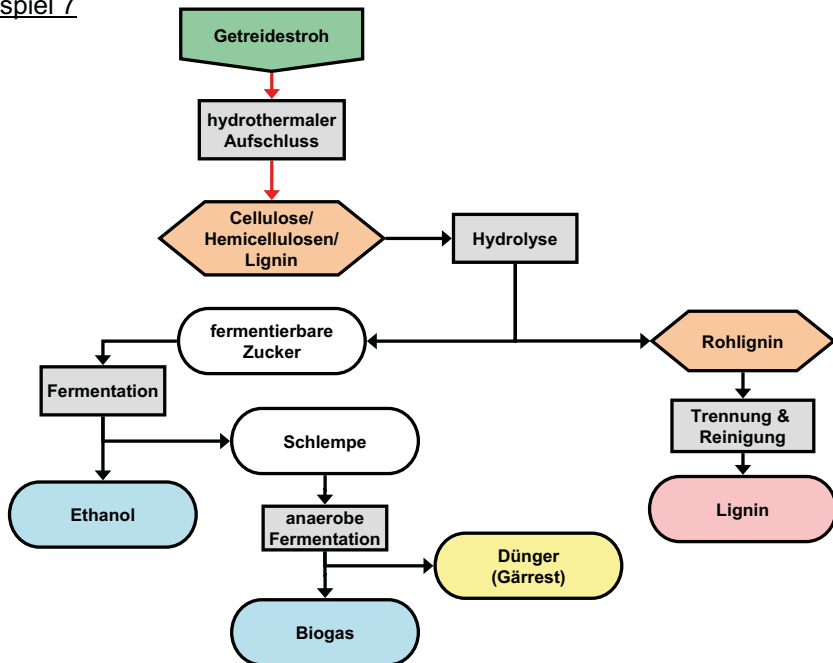 spiel 7
Getreidestroh
hydrothermaler
Aufschluss
Cellulose/
Hemicellulosen/
Lignin
Hydrolyse
fermentierbare
Zucker
Rohlignin
Fermentation
Trennung &
Reinigung
Schlempe
Ethanol
Lignin
anaerobe
Fermentation
Dünger
(Gärrest)
Biogas